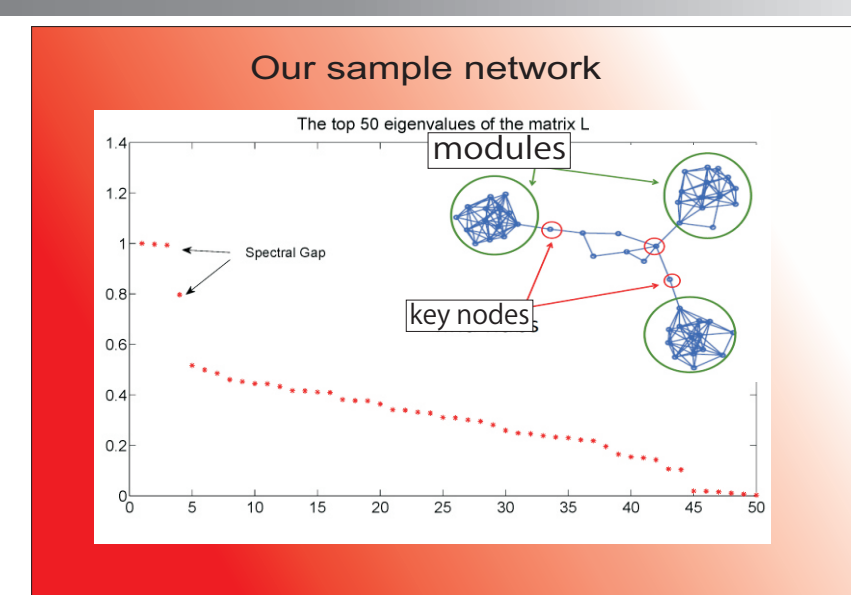 Our sample network
The top 50 eigenvalues of the matrix L
1.4
modules
1.2
1
Spectral Gap
0.8
key nodes
0.6
0.4
0.2
0
0 5 10 15 20 25 30 35 40 45 50